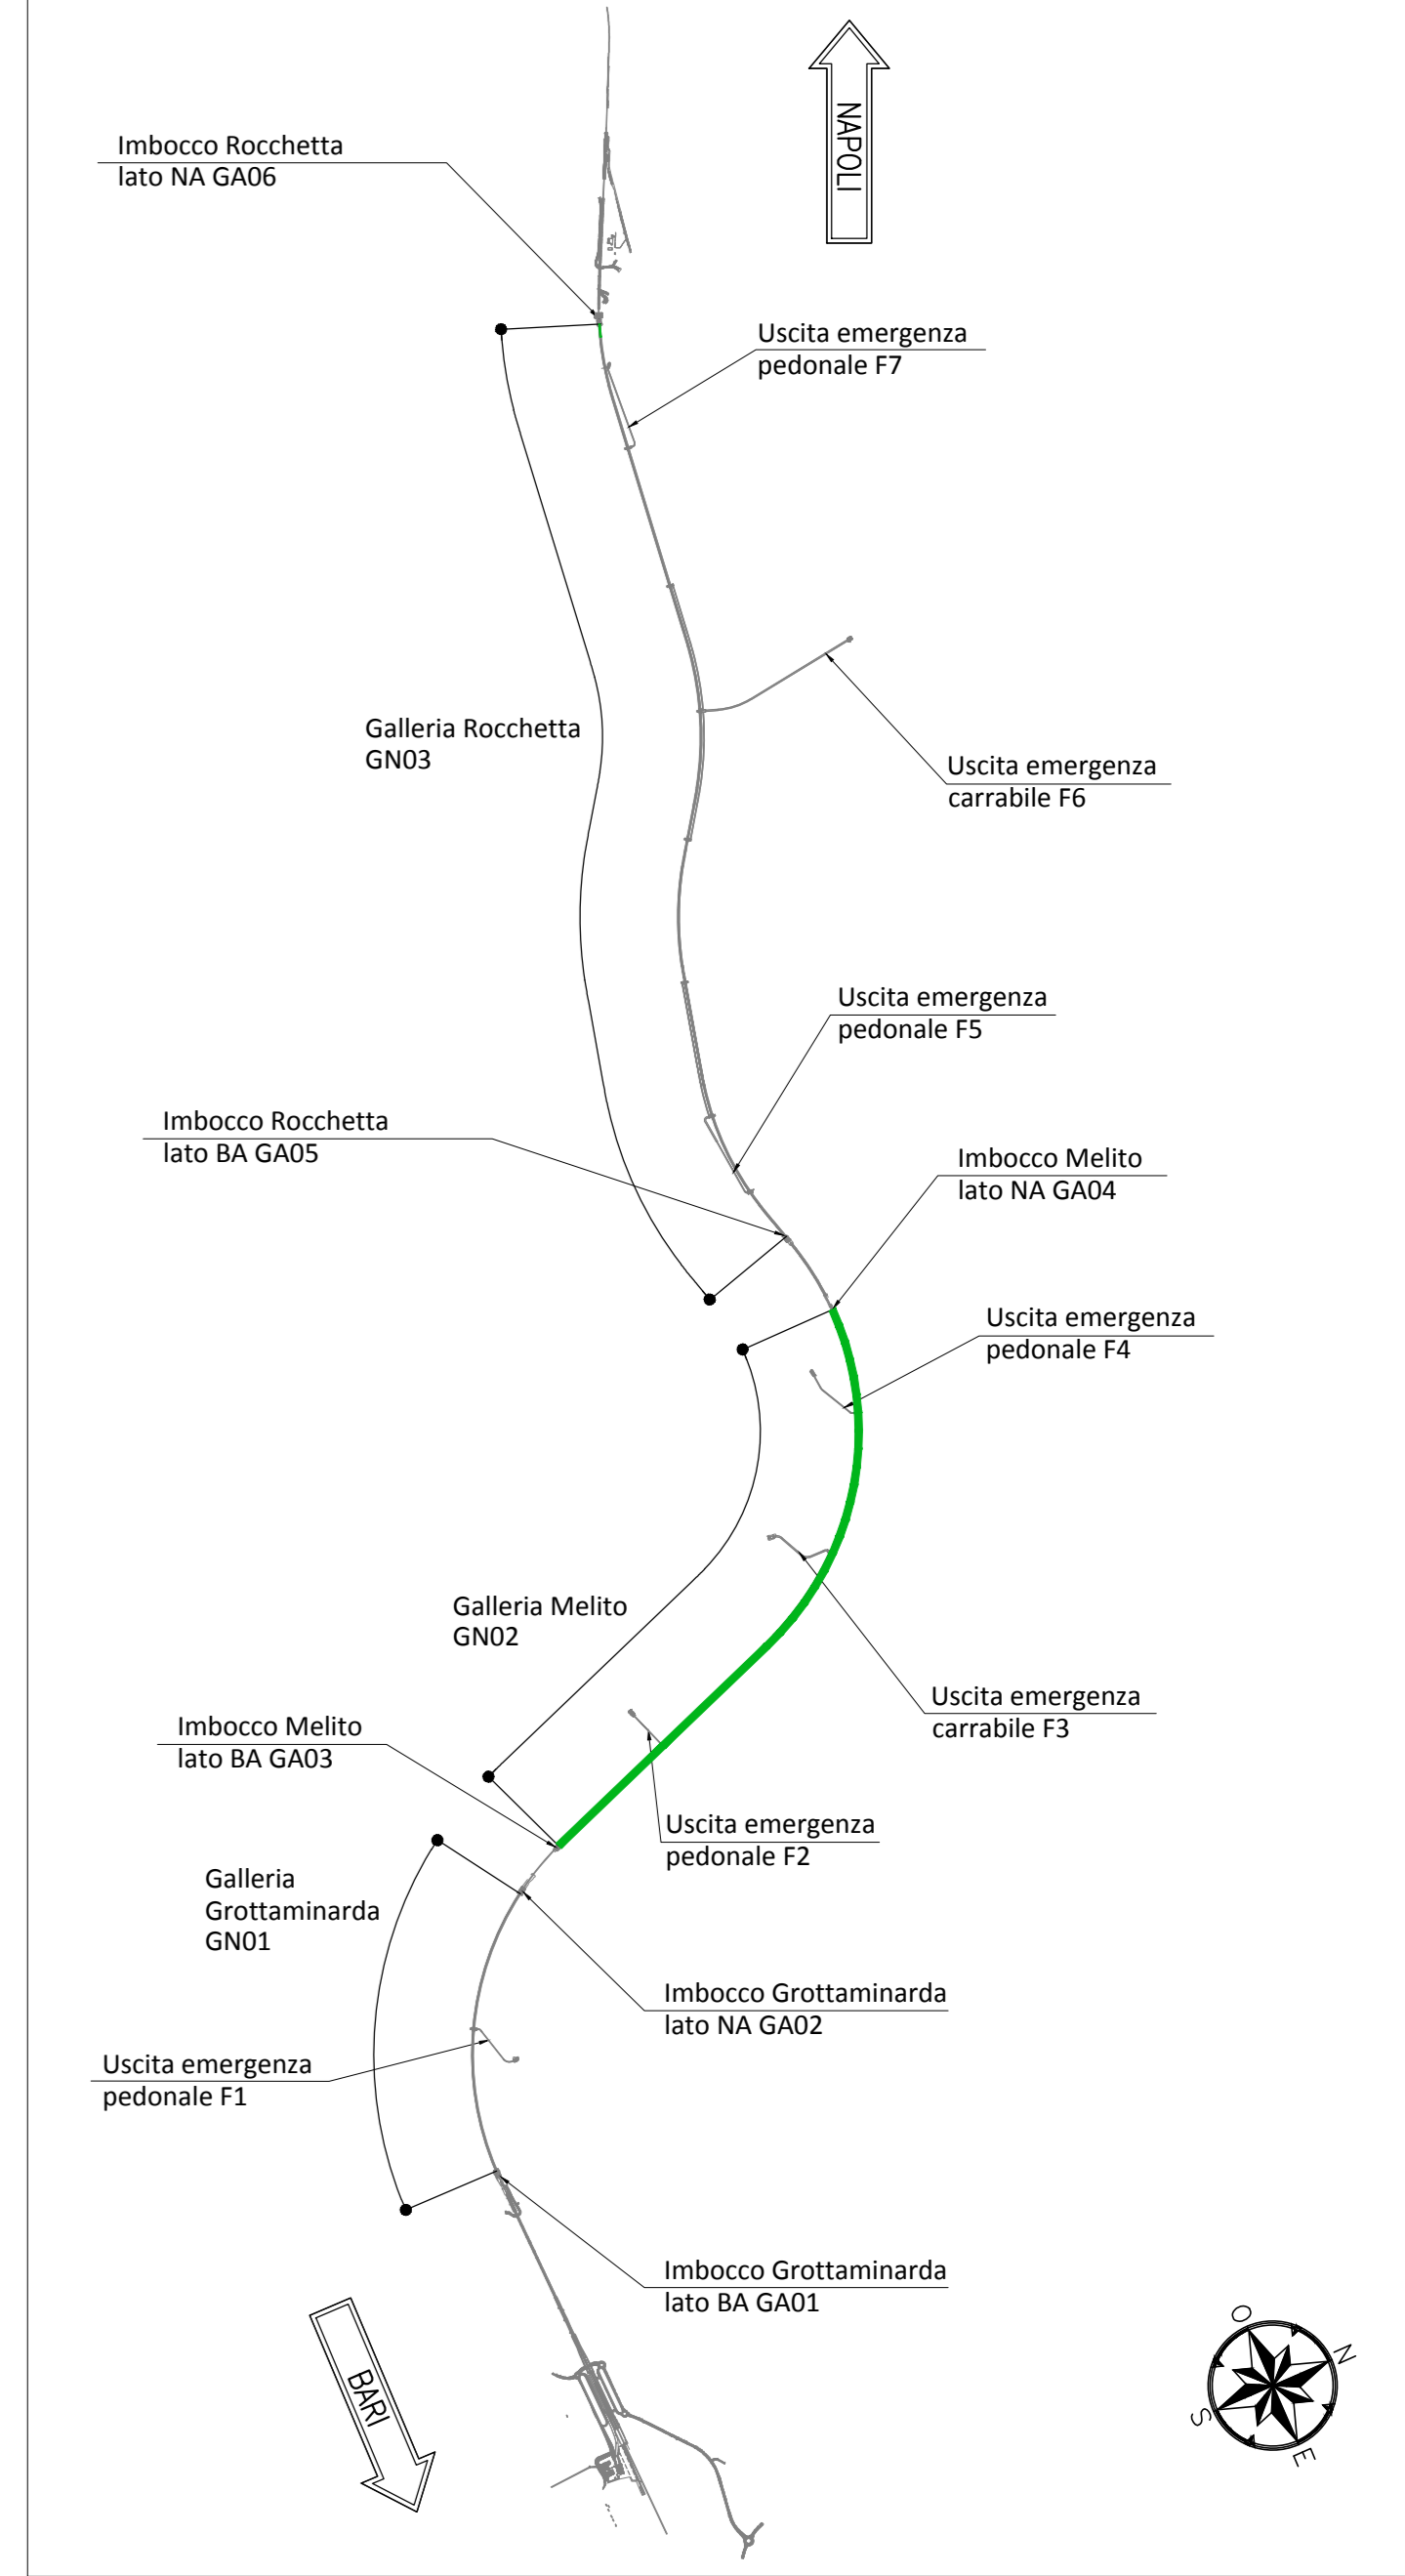 NAPOLI
Imbocco Rocchetta
lato NA GA06
Uscita emergenza
pedonale F7
Galleria Rocchetta
GN03
Uscita emergenza
carrabile F6
Uscita emergenza
pedonale F5
Imbocco Rocchetta
lato BA GA05
Imbocco Melito
lato NA GA04
Uscita emergenza
pedonale F4
Galleria Melito
GN02
Uscita emergenza
carrabile F3
Imbocco Melito
lato BA GA03
Uscita emergenza
pedonale F2
Galleria
Grottaminarda
GN01
Imbocco Grottaminarda
lato NA GA02
Uscita emergenza
pedonale F1
Imbocco Grottaminarda
lato BA GA01
BARI
O
N
S
E